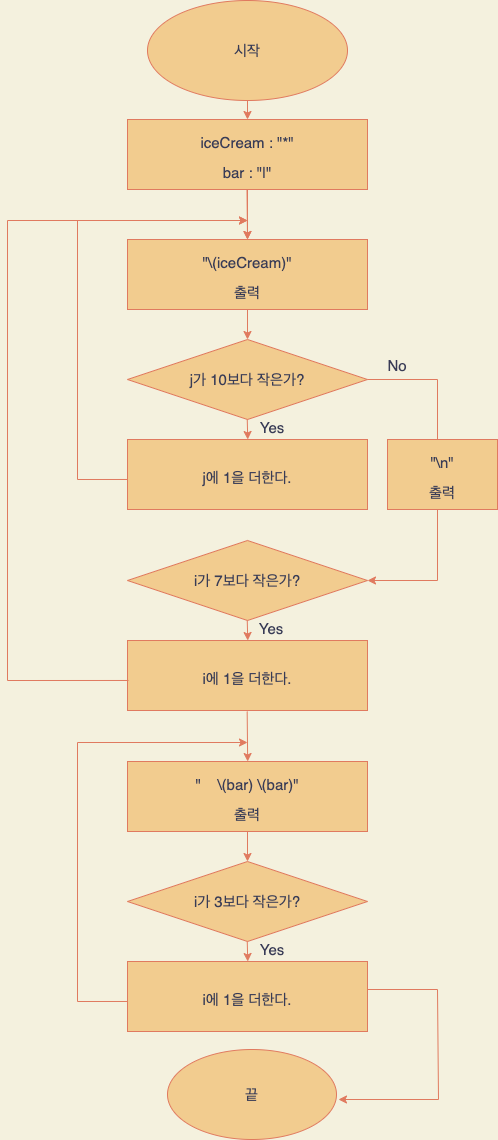 시작
iceCream : "*"
bar : "l"
"\(iceCream)"
출력
j가 10보다 작은가?
No
Yes
j에 1을 더한다.
"\n"
출력
i가 7보다 작은가?
Yes
i에 1을 더한다.
"    \(bar) \(bar)"
출력
i가 3보다 작은가?
Yes
i에 1을 더한다.
끝